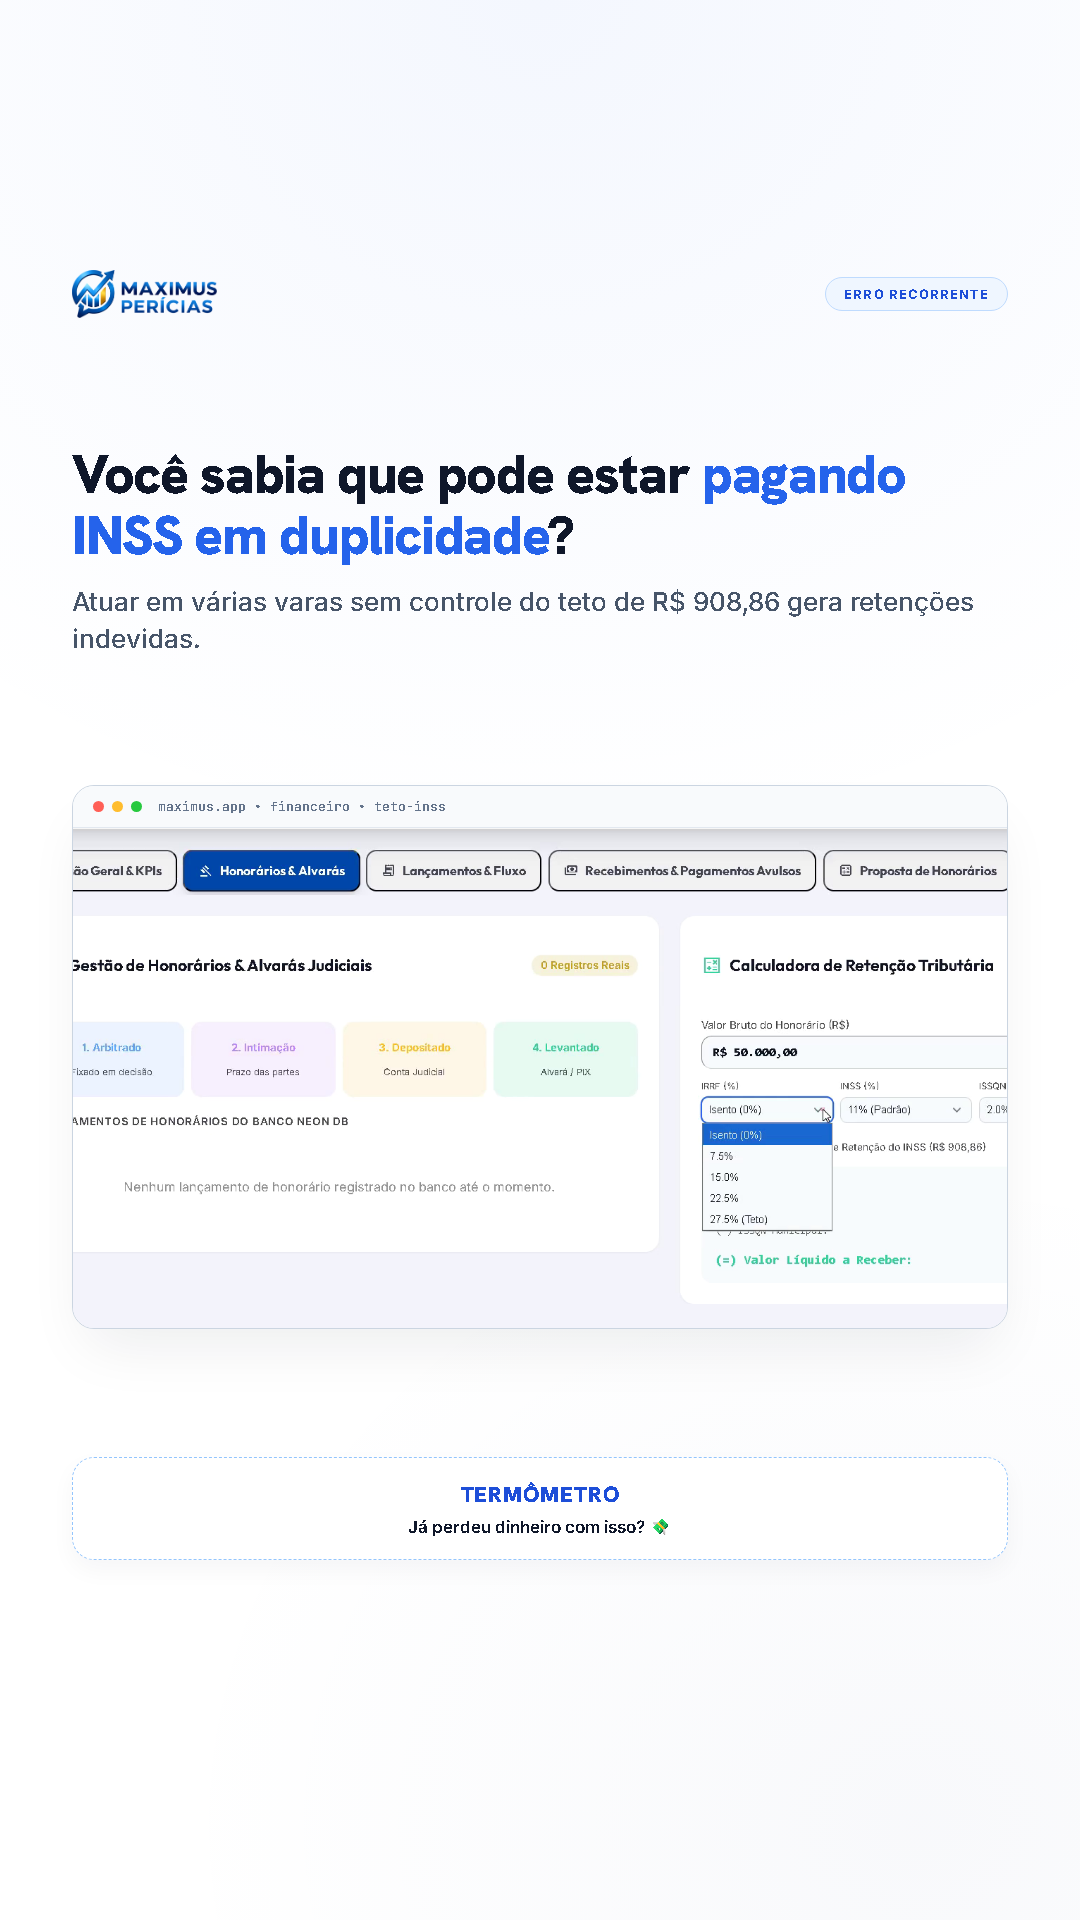 MAXIMUS
PERÍCIAS
ERRO RECORRENTE
Você sabia que pode estar pagando
INSS em duplicidade?
Atuar em várias varas sem controle do teto de R$ 908,86 gera retenções
indevidas.
maximus.app • financeiro • teto-inss
ão Geral & KPIs
Honorários & Alvarás
Lançamentos & Fluxo
Recebimentos & Pagamentos Avulsos
Proposta de Honorários
Gestão de Honorários & Alvarás Judiciais
0 Registros Reais
1. Arbitrado
Fixado em decisão
2. Intimação
Prazo das partes
3. Depositado
Conta Judicial
4. Levantado
Alvará / PIX
AMENTOS DE HONORÁRIOS DO BANCO NEON DB
Nenhum lançamento de honorário registrado no banco até o momento.
Calculadora de Retenção Tributária
Valor Bruto do Honorário (R$)
R$ 50.000,00
IRRF (%)
INSS (%)
ISSQN
Isento (0%)
11% (Padrão)
2.0%
Isento (0%)
7.5%
15.0%
22.5%
27.5% (Teto)
e Retenção do INSS (R$ 908,86)
(=) Valor Líquido a Receber:
TERMÔMETRO
Já perdeu dinheiro com isso? 💸